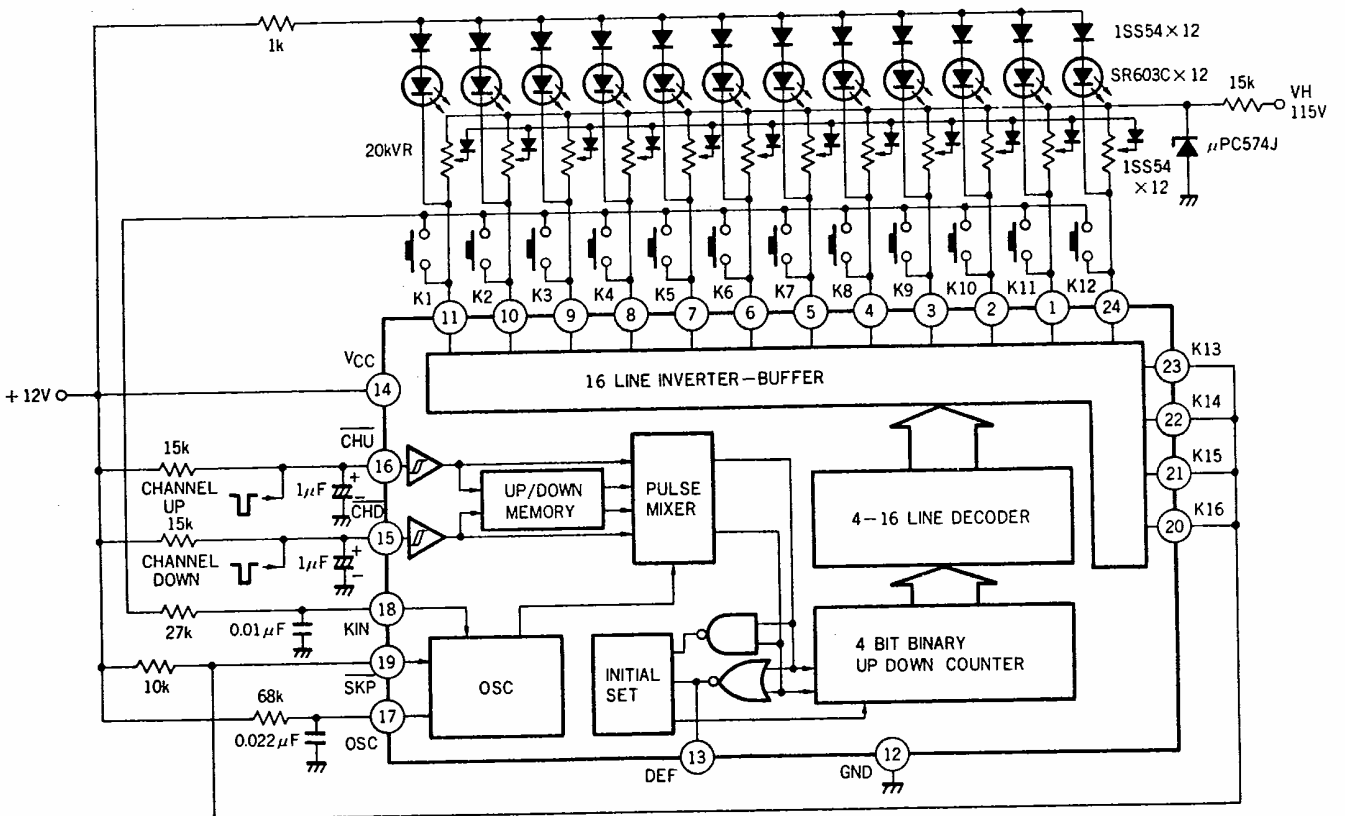 1k
1SS54×12
SR603C×12
15k
VH
115V
20kVR
1SS54
×12
μPC574J
K1 K2 K3 K4 K5 K6 K7 K8 K9 K10 K11 K12
11 10 9 8 7 6 5 4 3 2 1 24
VCC
14
16 LINE INVERTER-BUFFER
23 K13
+12V
22 K14
15k
CHU
16
CHANNEL
UP
1μF
+
−
CHD
UP/DOWN
MEMORY
PULSE
MIXER
4-16 LINE DECODER
21 K15
20 K16
15k
15
CHANNEL
DOWN
1μF
+
−
18
27k
0.01μF
KIN
19
10k
SKP
OSC
INITIAL
SET
4 BIT BINARY
UP DOWN COUNTER
68k
17
0.022μF
OSC
13
DEF
12
GND